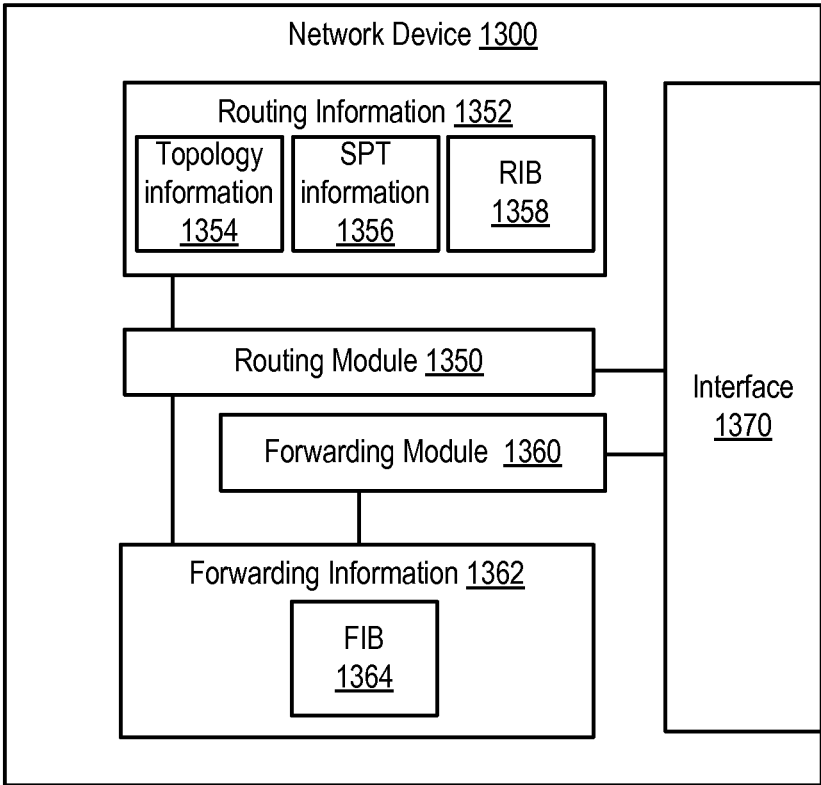 Network Device 1300
Routing Information 1352
Topology
information
1354
SPT
information
1356
RIB
1358
Routing Module 1350
Forwarding Module 1360
Interface
1370
Forwarding Information 1362
FIB
1364